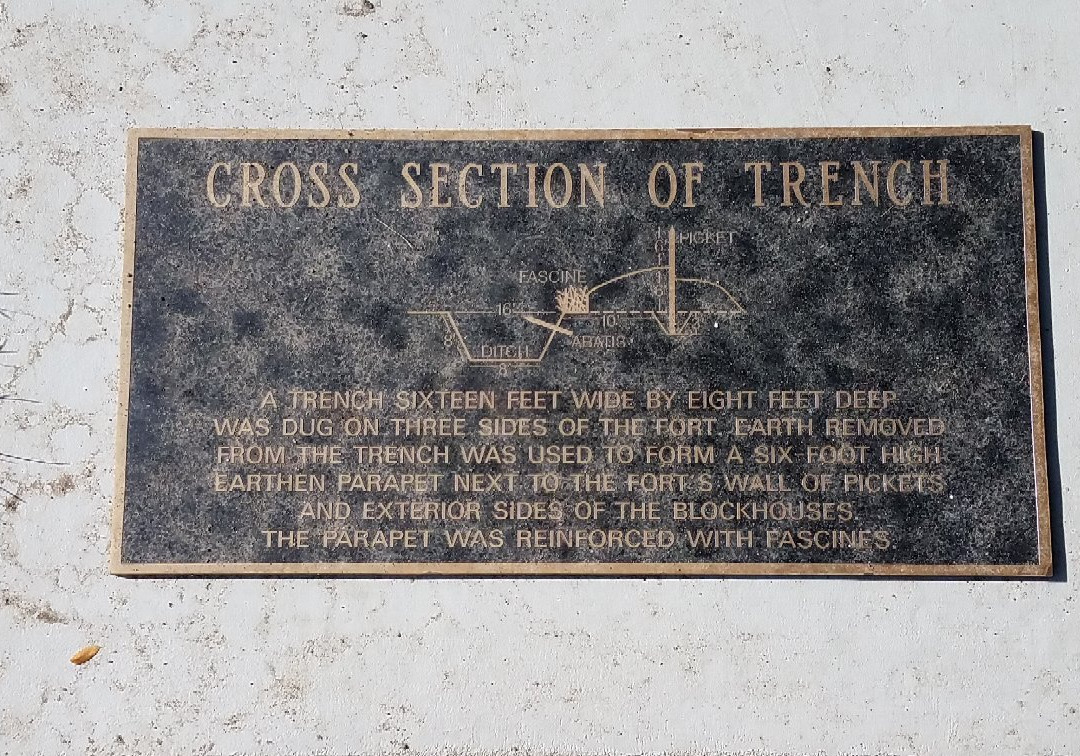 CROSS SECTION OF TRENCH
PICKET
FASCINE
16'
10'
8'
DITCH
ABATIS
8'
A TRENCH SIXTEEN FEET WIDE BY EIGHT FEET DEEP
WAS DUG ON THREE SIDES OF THE FORT. EARTH REMOVED
FROM THE TRENCH WAS USED TO FORM A SIX-FOOT HIGH
EARTHEN PARAPET NEXT TO THE FORT'S WALL OF PICKETS
AND EXTERIOR SIDES OF THE BLOCKHOUSES.
THE PARAPET WAS REINFORCED WITH FASCINES.